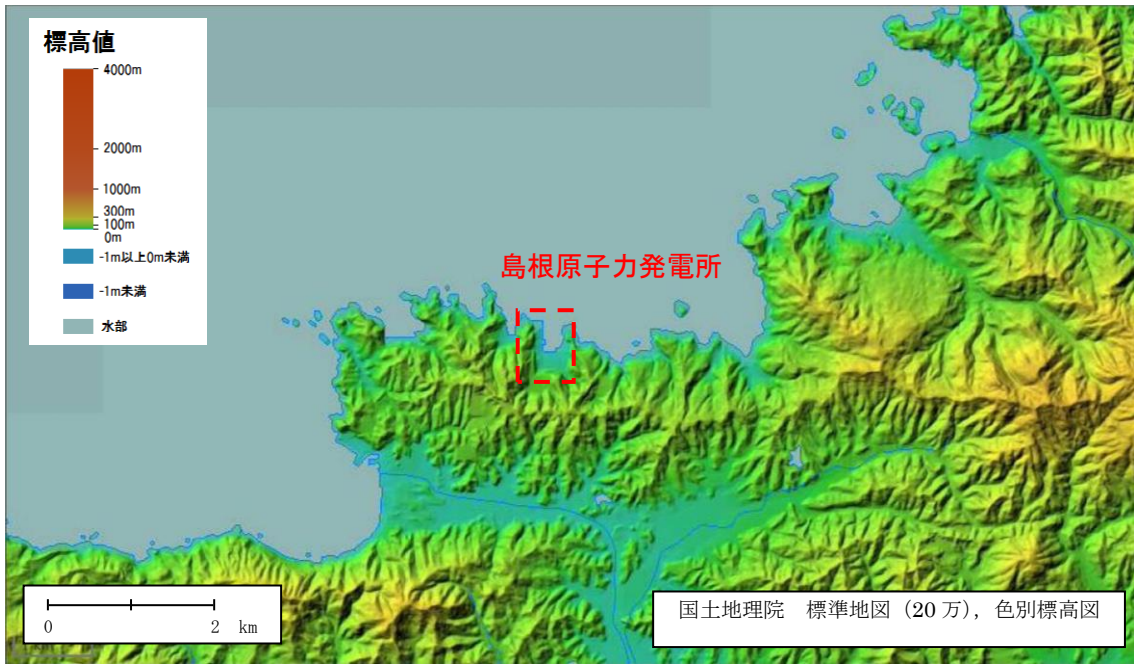 標高値
4000m
2000m
1000m
300m
100m
0m
-1m以上0m未満
-1m未満
水部
島根原子力発電所
0 2 km
国土地理院 標準地図（20 万），色別標高図